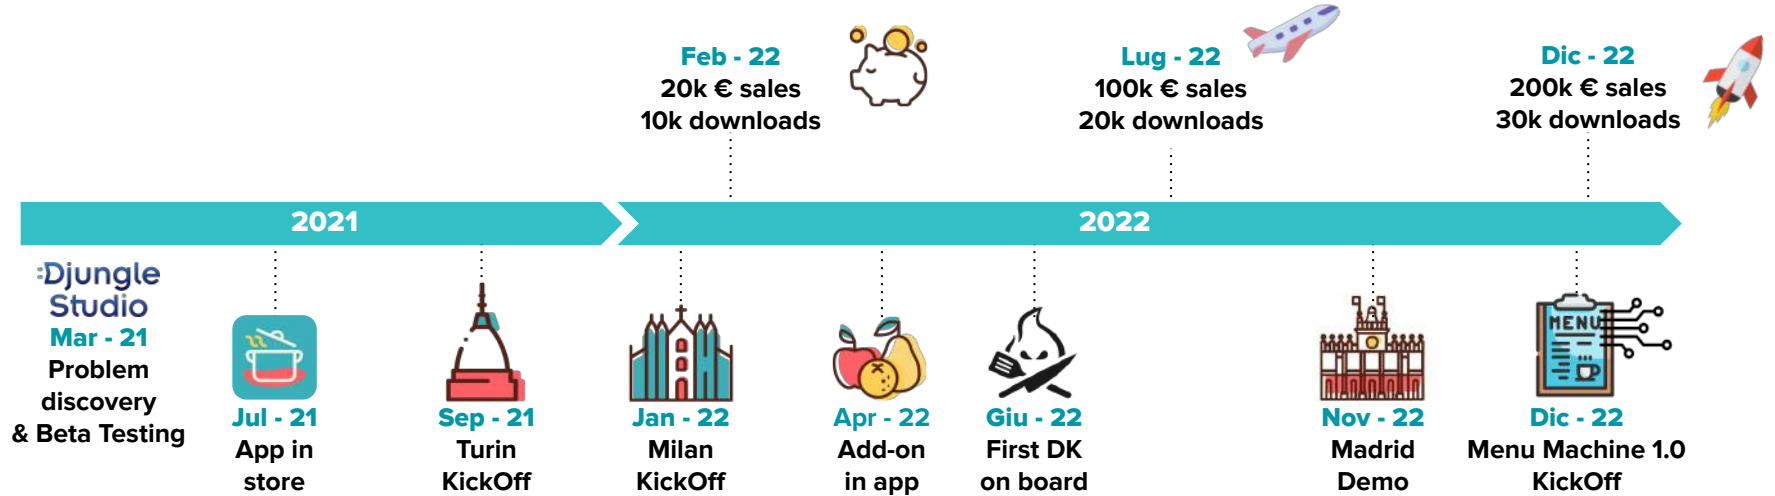 Feb - 22
20k € sales
10k downloads
Lug - 22
100k € sales
20k downloads
Dic - 22
200k € sales
30k downloads
2021
2022
:Djungle
Studio
Mar - 21
Problem
discovery
& Beta Testing
Jul - 21
App in
store
Sep - 21
Turin
KickOff
Jan - 22
Milan
KickOff
Apr - 22
Add-on
in app
Giu - 22
First DK
on board
Nov - 22
Madrid
Demo
MENU
Dic - 22
Menu Machine 1.0
KickOff